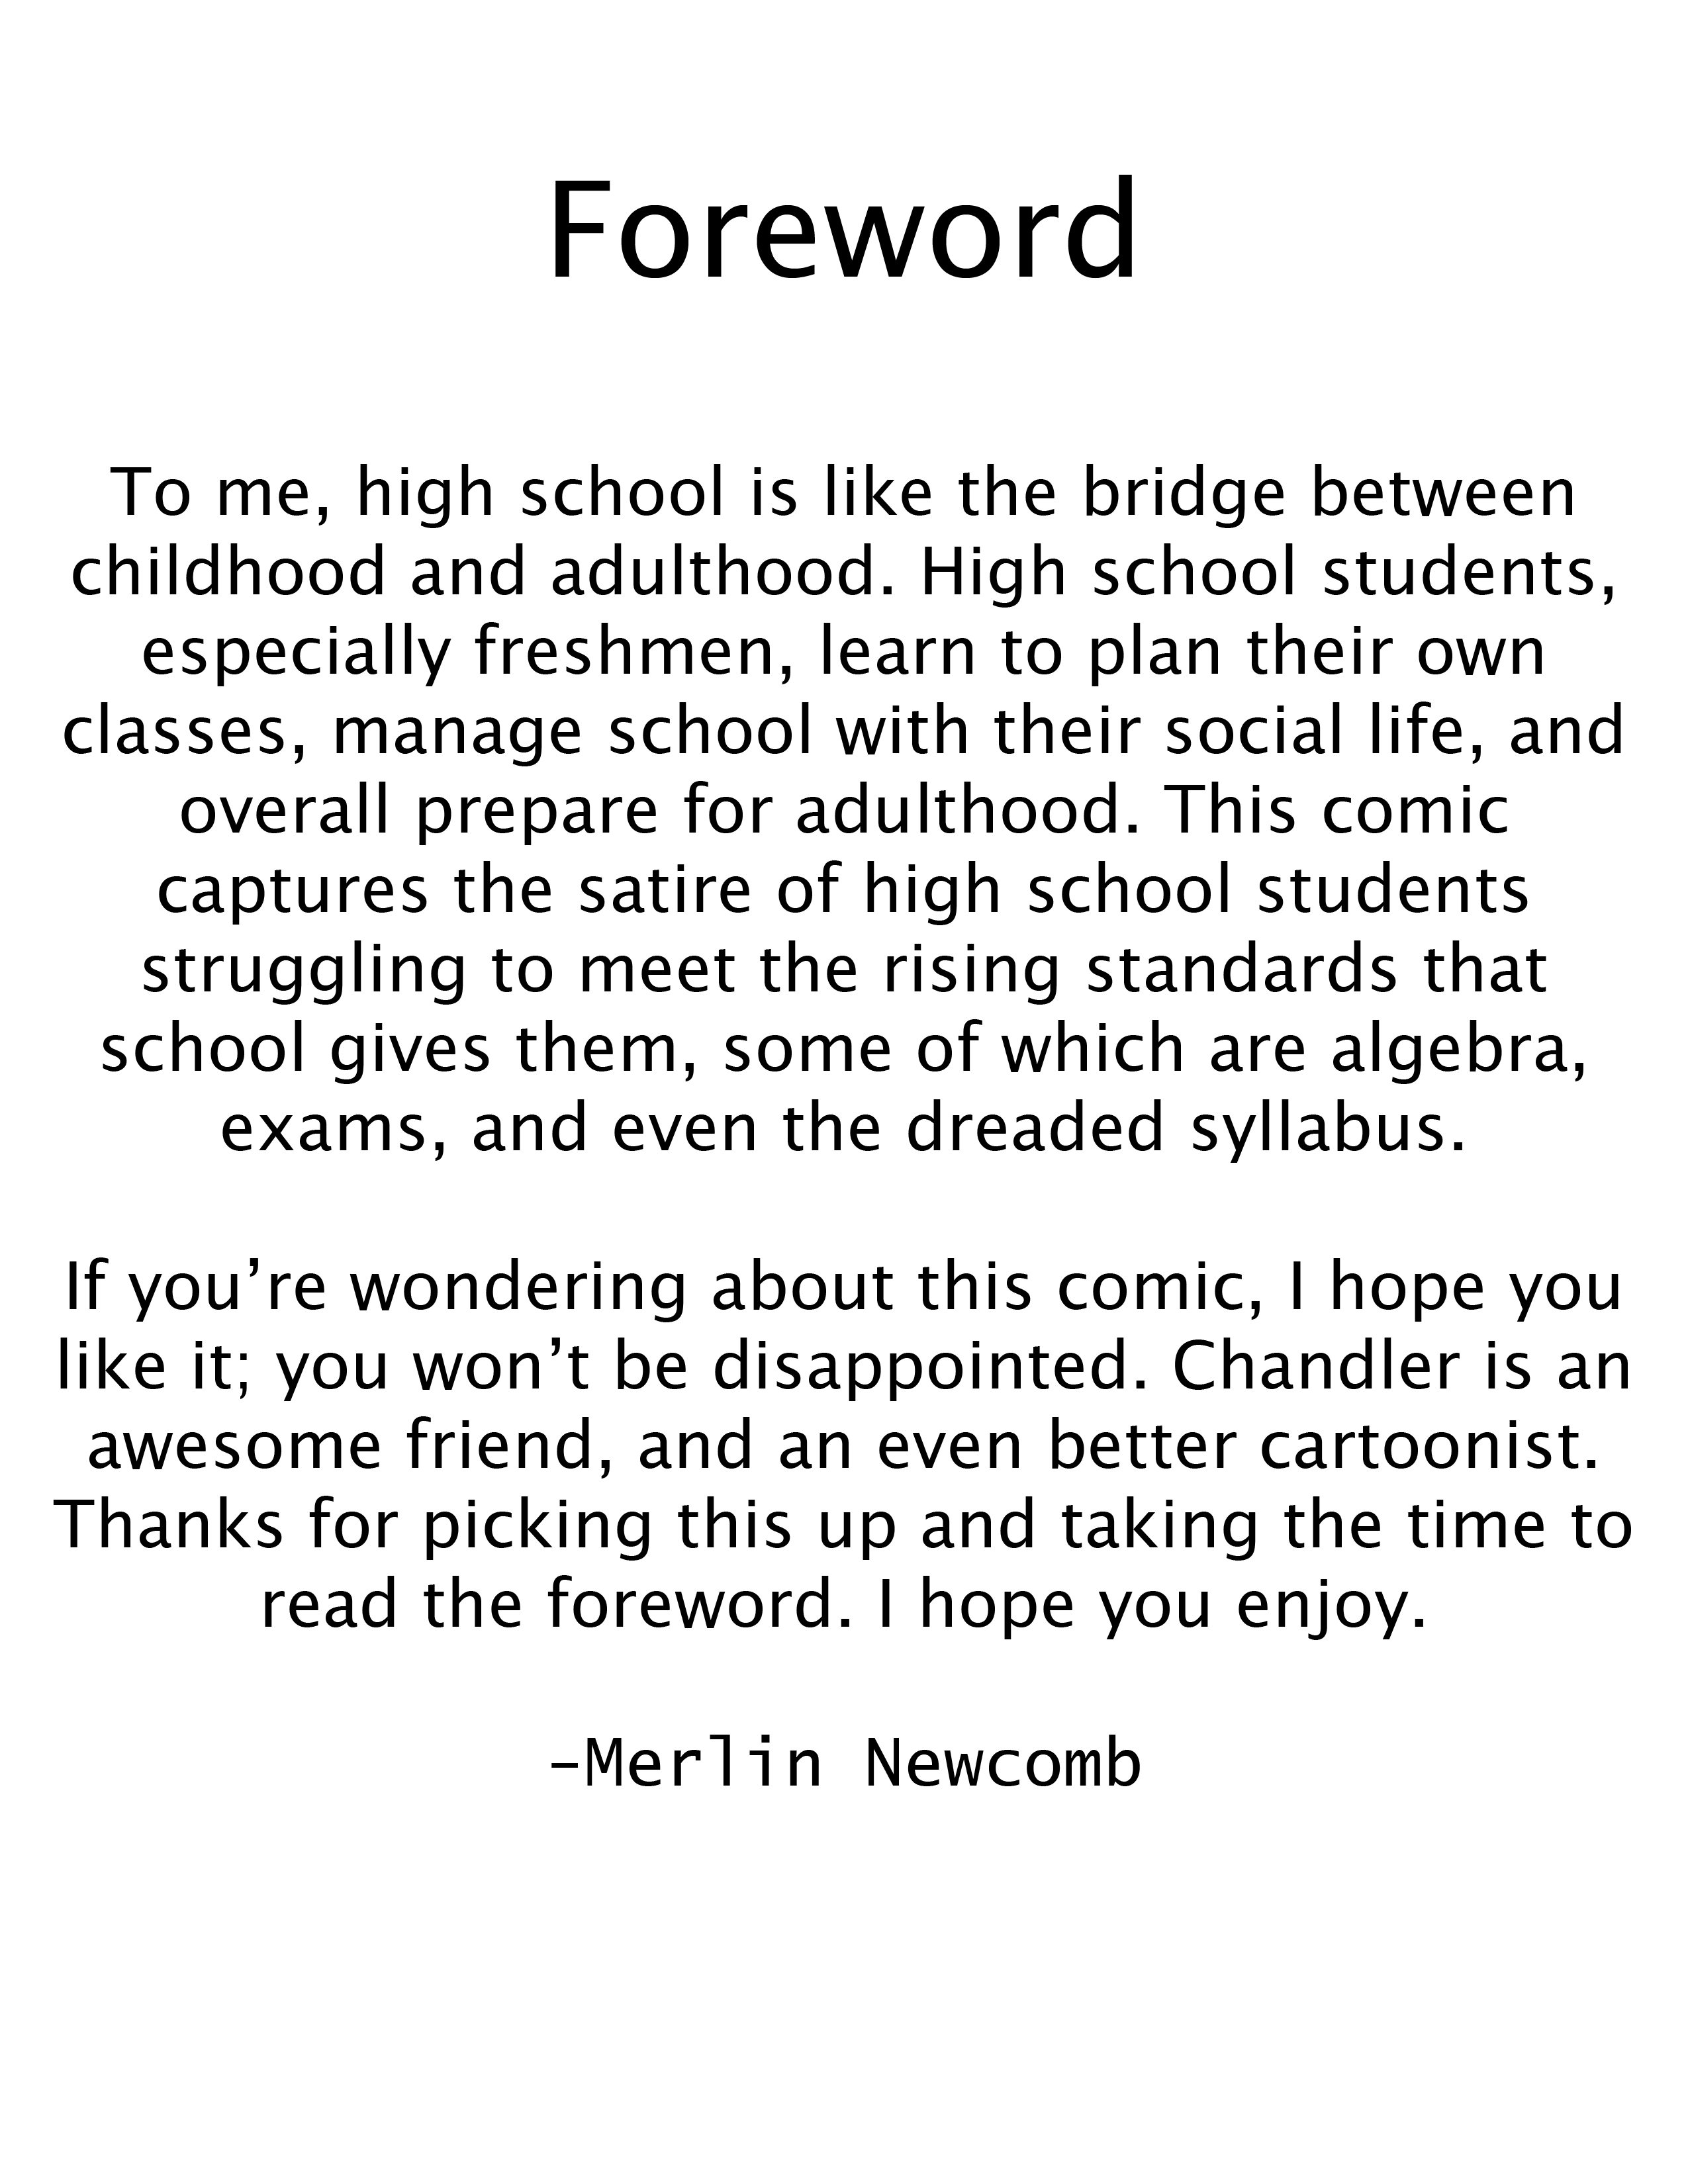 Foreword
To me, high school is like the bridge between
childhood and adulthood. High school students,
especially freshmen, learn to plan their own
classes, manage school with their social life, and
overall prepare for adulthood. This comic
captures the satire of high school students
struggling to meet the rising standards that
school gives them, some of which are algebra,
exams, and even the dreaded syllabus.
If you’re wondering about this comic, I hope you
like it; you won’t be disappointed. Chandler is an
awesome friend, and an even better cartoonist.
Thanks for picking this up and taking the time to
read the foreword. I hope you enjoy.
–Merlin Newcomb